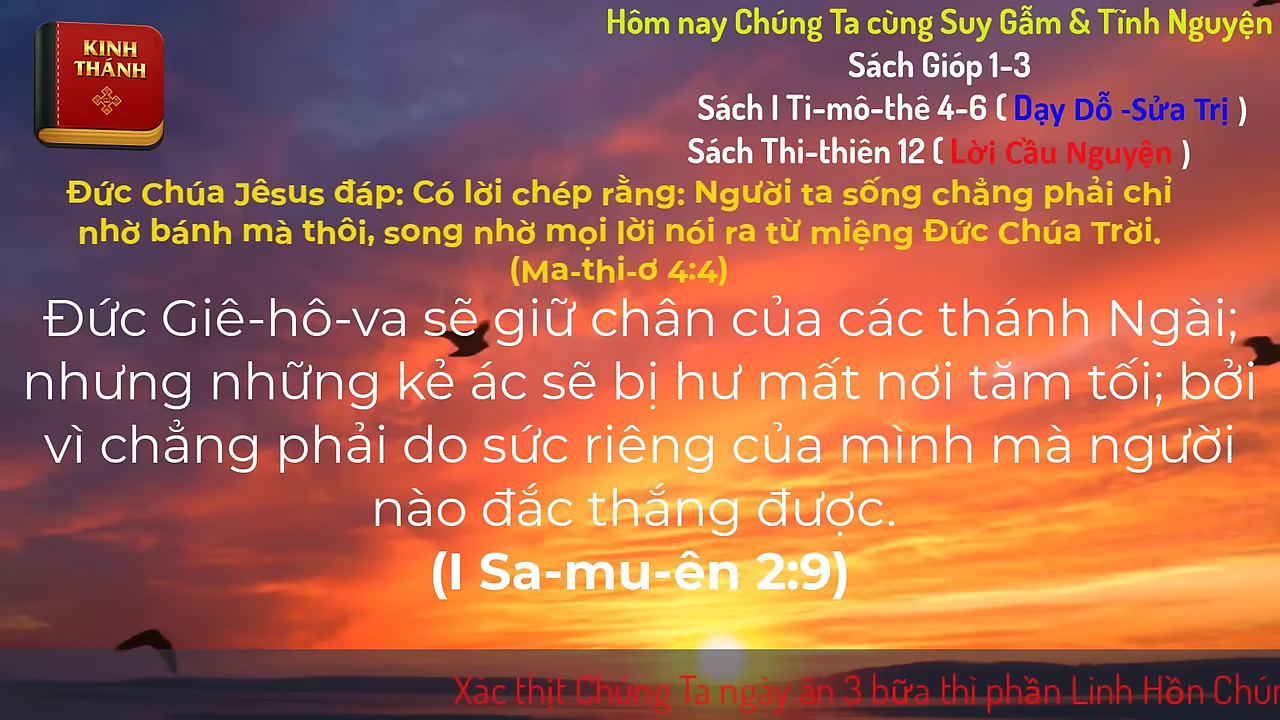 KINH
THÁNH
Hôm nay Chúng Ta cùng Suy Gẫm & Tĩnh Nguyện
Sách Gióp 1-3
Sách I Ti-mô-thê 4-6 ( Dạy Dỗ -Sửa Trị )
Sách Thi-thiên 12 ( Lời Cầu Nguyện )
Đức Chúa Jêsus đáp: Có lời chép rằng: Người ta sống chẳng phải chỉ
nhờ bánh mà thôi, song nhờ mọi lời nói ra từ miệng Đức Chúa Trời.
(Ma-thi-ơ 4:4)
Đức Giê-hô-va sẽ giữ chân của các thánh Ngài;
nhưng những kẻ ác sẽ bị hư mất nơi tăm tối; bởi
vì chẳng phải do sức riêng của mình mà người
nào đắc thắng được.
(I Sa-mu-ên 2:9)
Xác thịt Chúng Ta ngày ăn 3 bữa thì phần Linh Hồn